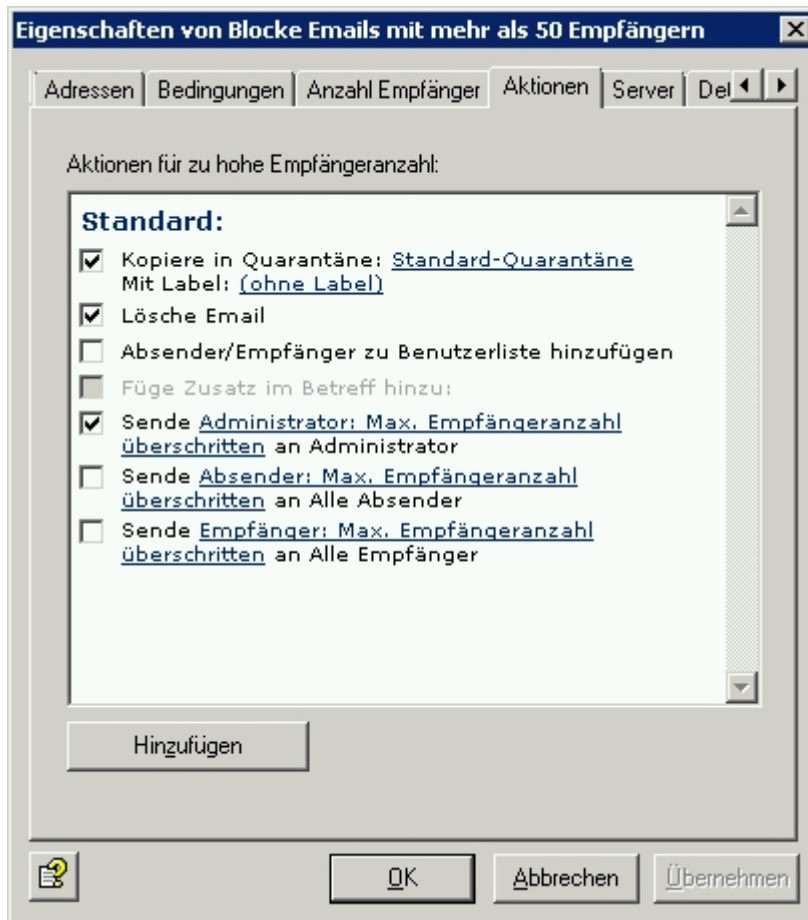 Eigenschaften von Blocke Emails mit mehr als 50 Empfängern
Adressen Bedingungen Anzahl Empfänger Aktionen Server Del
Aktionen für zu hohe Empfängeranzahl:
Standard:
Kopiere in Quarantäne: Standard-Quarantäne
Mit Label: (ohne Label)
Lösche Email
Absender/Empfänger zu Benutzerliste hinzufügen
Füge Zusatz im Betreff hinzu:
Sende Administrator: Max. Empfängeranzahl
überschritten an Administrator
Sende Absender: Max. Empfängeranzahl
überschritten an Alle Absender
Sende Empfänger: Max. Empfängeranzahl
überschritten an Alle Empfänger
Hinzufügen
OK Abbrechen Übernehmen